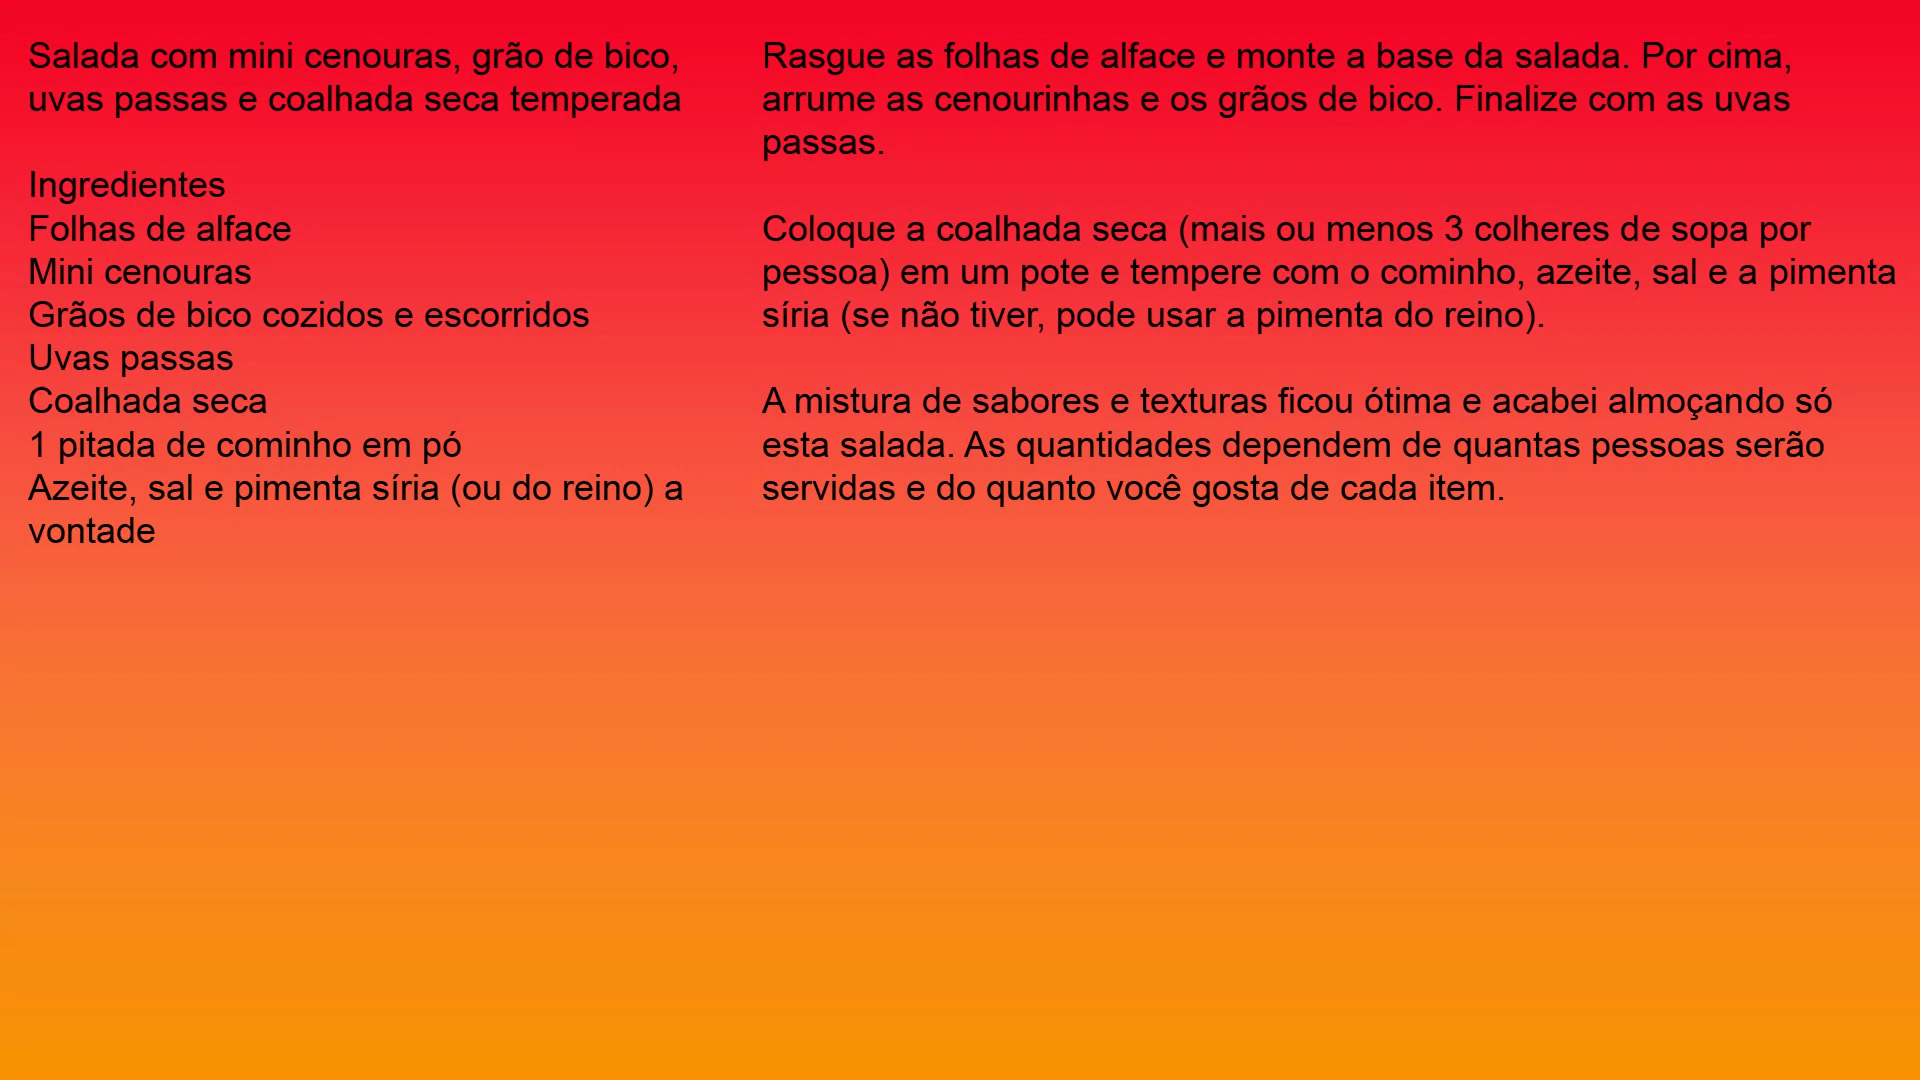 Salada com mini cenouras, grão de bico,
uvas passas e coalhada seca temperada
Ingredientes
Folhas de alface
Mini cenouras
Grãos de bico cozidos e escorridos
Uvas passas
Coalhada seca
1 pitada de cominho em pó
Azeite, sal e pimenta síria (ou do reino) a
vontade
Rasgue as folhas de alface e monte a base da salada. Por cima,
arrume as cenourinhas e os grãos de bico. Finalize com as uvas
passas.
Coloque a coalhada seca (mais ou menos 3 colheres de sopa por
pessoa) em um pote e tempere com o cominho, azeite, sal e a pimenta
síria (se não tiver, pode usar a pimenta do reino).
A mistura de sabores e texturas ficou ótima e acabei almoçando só
esta salada. As quantidades dependem de quantas pessoas serão
servidas e do quanto você gosta de cada item.